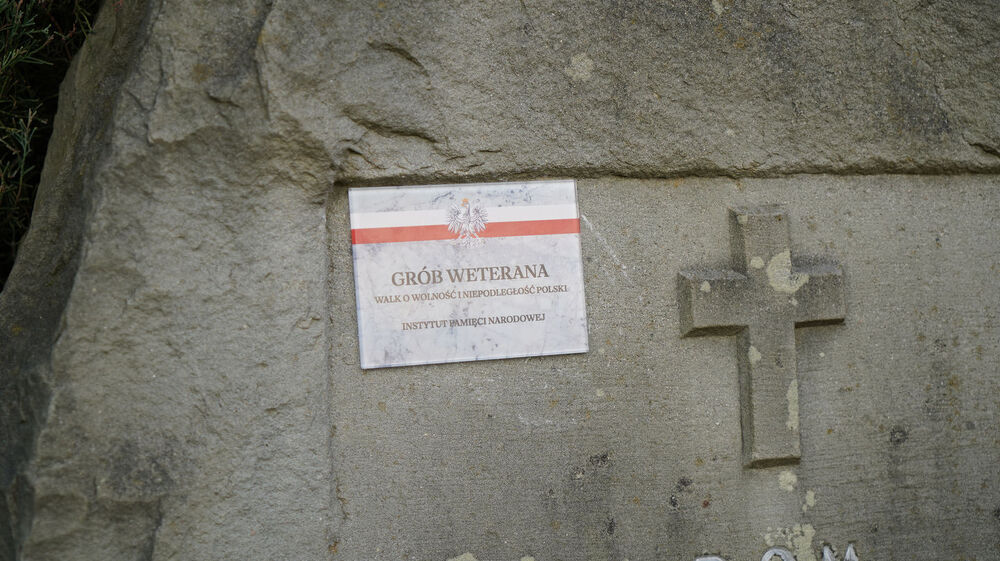 GRÓB WETERANA
WALK O WOLNOŚĆ I NIEPODLEGŁOŚĆ POLSKI
INSTYTUT PAMIĘCI NARODOWEJ